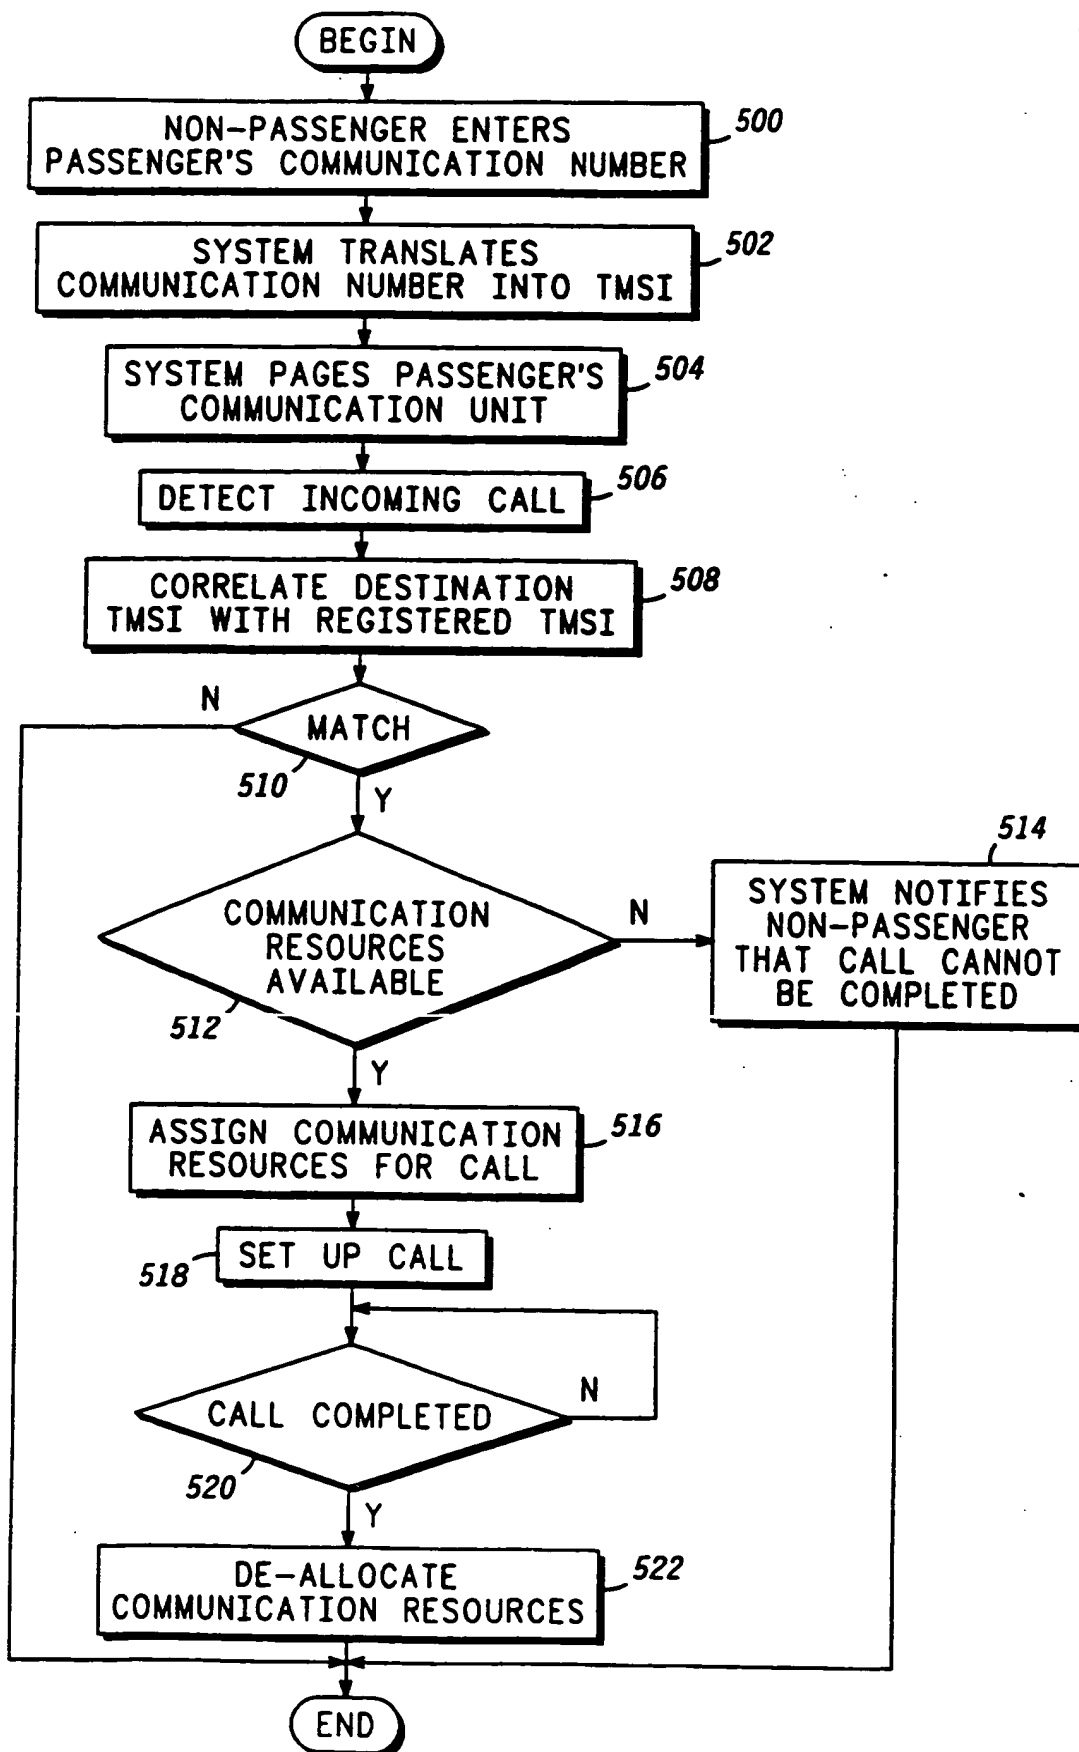 BEGIN
NON-PASSENGER ENTERS
PASSENGER'S COMMUNICATION NUMBER
500
SYSTEM TRANSLATES
COMMUNICATION NUMBER INTO TMSI
502
SYSTEM PAGES PASSENGER'S
COMMUNICATION UNIT
504
DETECT INCOMING CALL
506
CORRELATE DESTINATION
TMSI WITH REGISTERED TMSI
508
N
MATCH
510
Y
COMMUNICATION
RESOURCES
AVAILABLE
512
N
514
SYSTEM NOTIFIES
NON-PASSENGER
THAT CALL CANNOT
BE COMPLETED
Y
ASSIGN COMMUNICATION
RESOURCES FOR CALL
516
SET UP CALL
518
CALL COMPLETED
N
520
Y
DE-ALLOCATE
COMMUNICATION RESOURCES
522
END